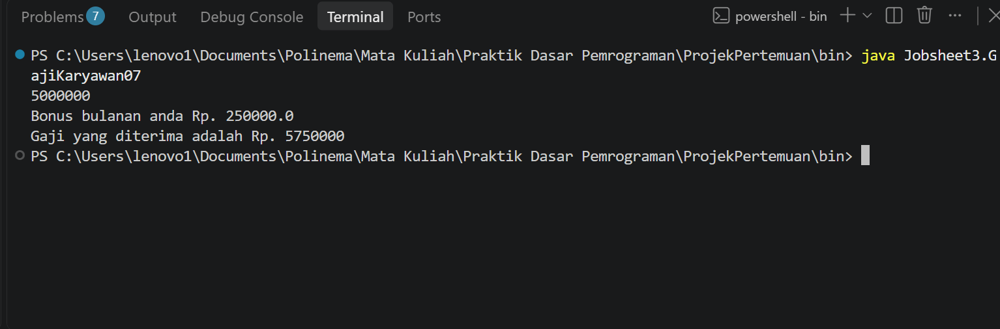 Problems 7 Output Debug Console Terminal Ports powershell - bin
PS C:\Users\lenovo1\Documents\Polinema\Mata Kuliah\Praktik Dasar Pemrograman\ProjekPertemuan\bin> java Jobsheet3.G
ajiKaryawan07
5000000
Bonus bulanan anda Rp. 250000.0
Gaji yang diterima adalah Rp. 5750000
PS C:\Users\lenovo1\Documents\Polinema\Mata Kuliah\Praktik Dasar Pemrograman\ProjekPertemuan\bin>